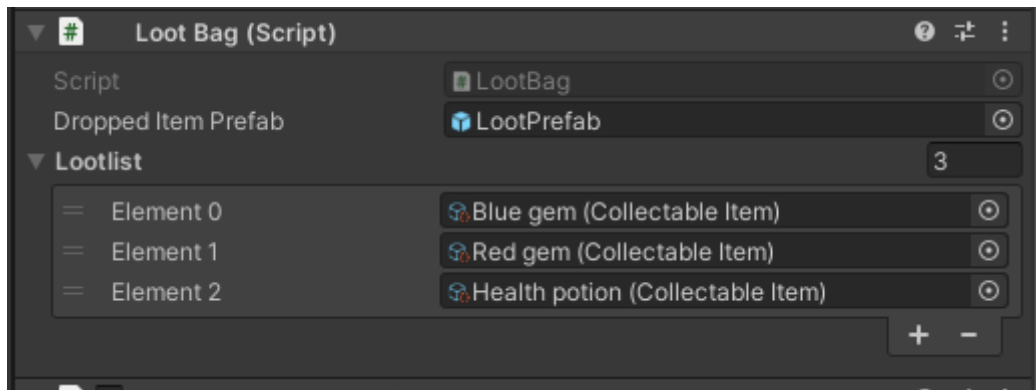 # Loot Bag (Script)
Script # LootBag
Dropped Item Prefab LootPrefab
Lootlist 3
Element 0 Blue gem (Collectable Item)
Element 1 Red gem (Collectable Item)
Element 2 Health potion (Collectable Item)
+ −